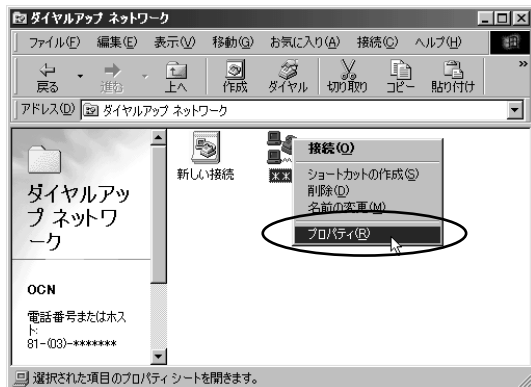 ダイヤルアップ ネットワーク
ファイル(F) 編集(E) 表示(V) 移動(G) お気に入り(A) 接続(C) ヘルプ(H)
戻る 進む 上へ 作成 ダイヤル 切り取り コピー 貼り付け »
アドレス(D) ダイヤルアップ ネットワーク
新しい接続
ダイヤルアッ
プ ネットワ
ーク
OCN
電話番号またはホス
ト:
81-(03)-*******
接続(O)
ショートカットの作成(S)
削除(D)
名前の変更(M)
プロパティ(R)
選択された項目のプロパティ シートを開きます。